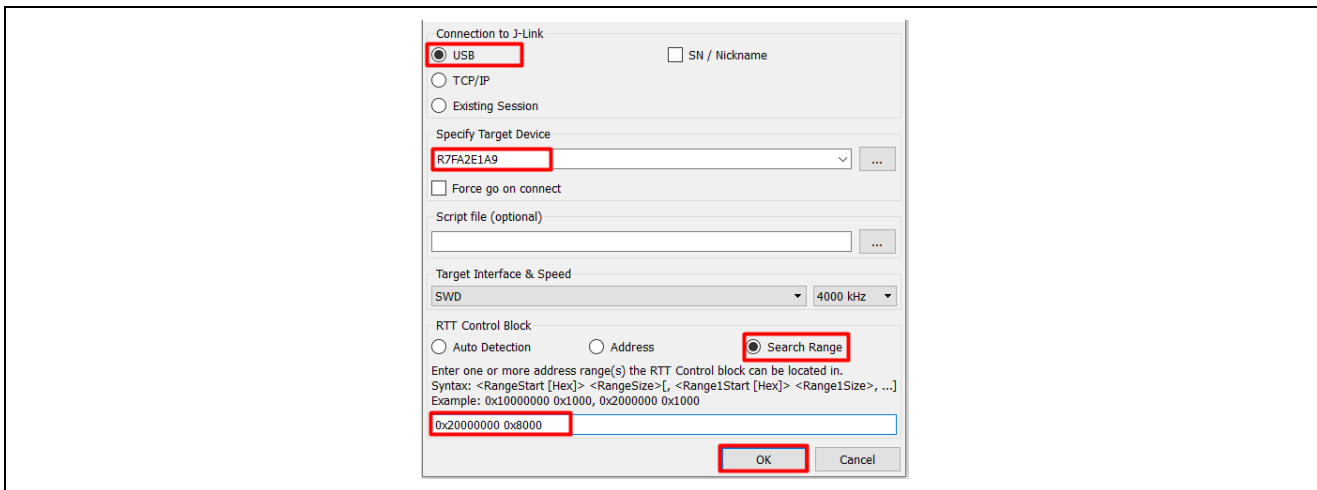 Connection to J-Link
USB
SN / Nickname
TCP/IP
Existing Session
Specify Target Device
R7FA2E1A9
...
Force go on connect
Script file (optional)
...
Target Interface & Speed
SWD
4000 kHz
RTT Control Block
Auto Detection
Address
Search Range
Enter one or more address range(s) the RTT Control block can be located in.
Syntax: <RangeStart [Hex]> <RangeSize>[, <Range1Start [Hex]> <Range1Size>, ...]
Example: 0x10000000 0x1000, 0x2000000 0x1000
0x20000000 0x8000
OK
Cancel